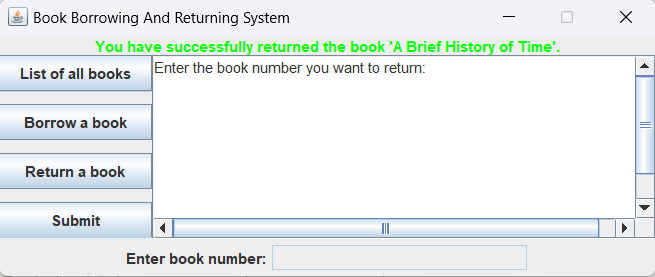 Book Borrowing And Returning System
You have successfully returned the book 'A Brief History of Time'.
List of all books
Enter the book number you want to return:
Borrow a book
Return a book
Submit
Enter book number: